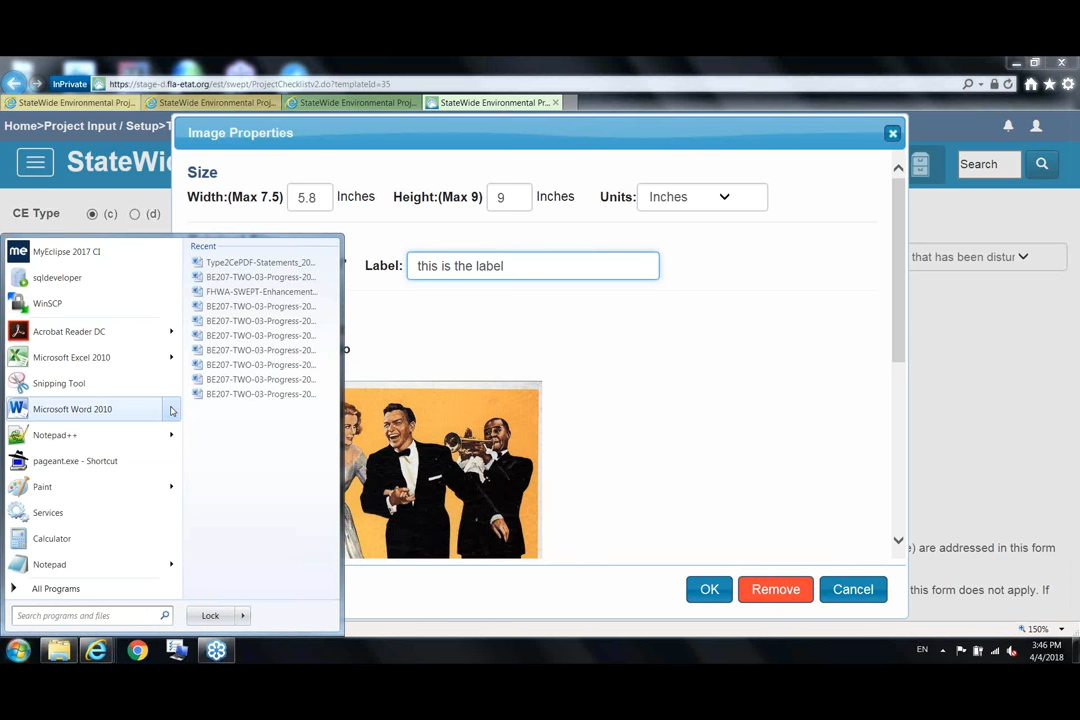 InPrivate
https://stage-d.fla-etat.org/est/swept/ProjectChecklistv2.do?templateId=35
StateWide Environmental Proj...
StateWide Environmental Proj...
StateWide Environmental Proj...
StateWide Environmental Pr...
Home>Project Input / Setup>
StateWi
Search
CE Type (c) (d)
that has been distur
Image Properties
Size
Width:(Max 7.5) 5.8 Inches Height:(Max 9) 9 Inches Units: Inches
Label: this is the label
o
OK Remove Cancel
) are addressed in this form
this form does not apply. If
me MyEclipse 2017 CI
sqldeveloper
WinSCP
Acrobat Reader DC
Microsoft Excel 2010
Snipping Tool
Microsoft Word 2010
Notepad++
pageant.exe - Shortcut
Paint
Services
Calculator
Notepad
All Programs
Search programs and files
Lock
Recent
Type2CePDF-Statements_20...
BE207-TWO-03-Progress-20...
FHWA-SWEPT-Enhancement...
BE207-TWO-03-Progress-20...
BE207-TWO-03-Progress-20...
BE207-TWO-03-Progress-20...
BE207-TWO-03-Progress-20...
BE207-TWO-03-Progress-20...
BE207-TWO-03-Progress-20...
BE207-TWO-03-Progress-20...
150%
EN
3:46 PM
4/4/2018